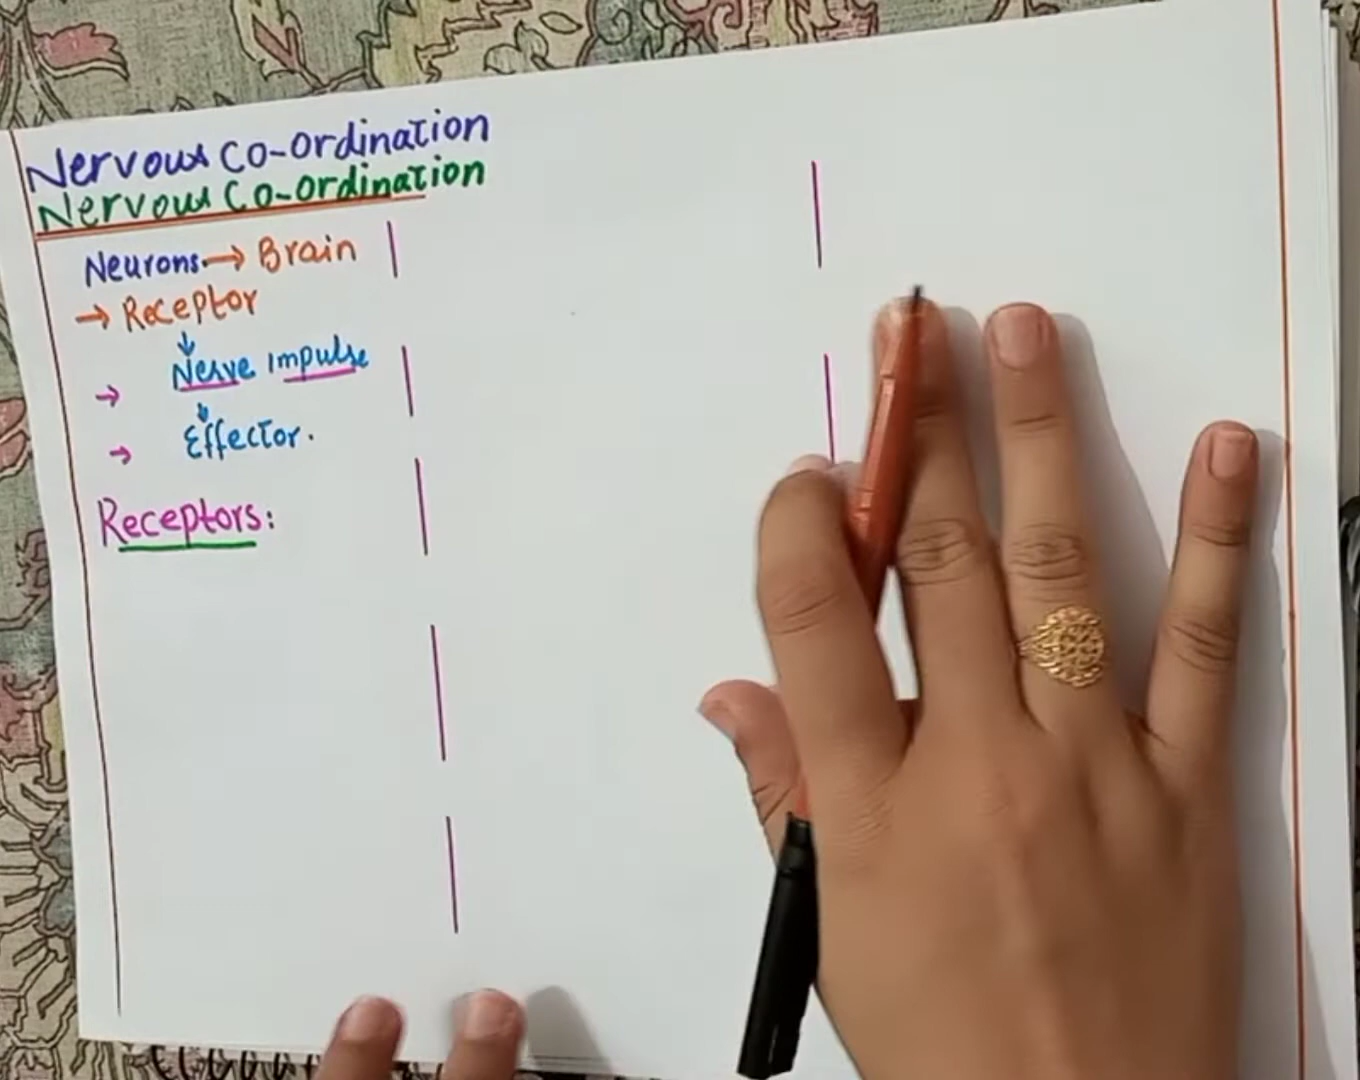 Nervous Co-ordination
Nervous Co-ordination
Neurons → Brain
→ Receptor
↓
→ Nerve impulse
↓
→ Effector.
Receptors: